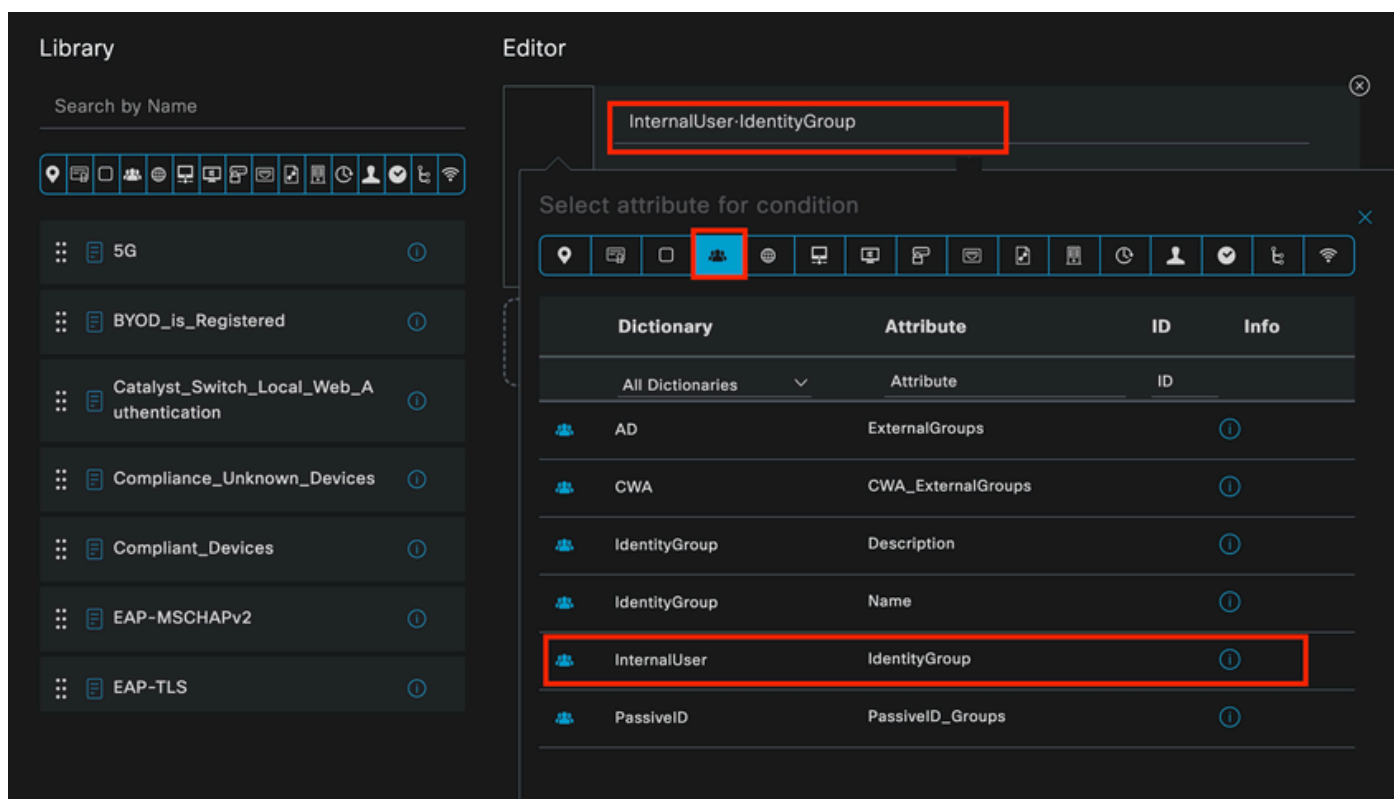 Library
Editor
Search by Name
InternalUser·IdentityGroup
5G
BYOD_is_Registered
Catalyst_Switch_Local_Web_A
uthentication
Compliance_Unknown_Devices
Compliant_Devices
EAP-MSCHAPv2
EAP-TLS
Select attribute for condition
Dictionary Attribute ID Info
All Dictionaries Attribute ID
AD ExternalGroups
CWA CWA_ExternalGroups
IdentityGroup Description
IdentityGroup Name
InternalUser IdentityGroup
PassiveID PassiveID_Groups